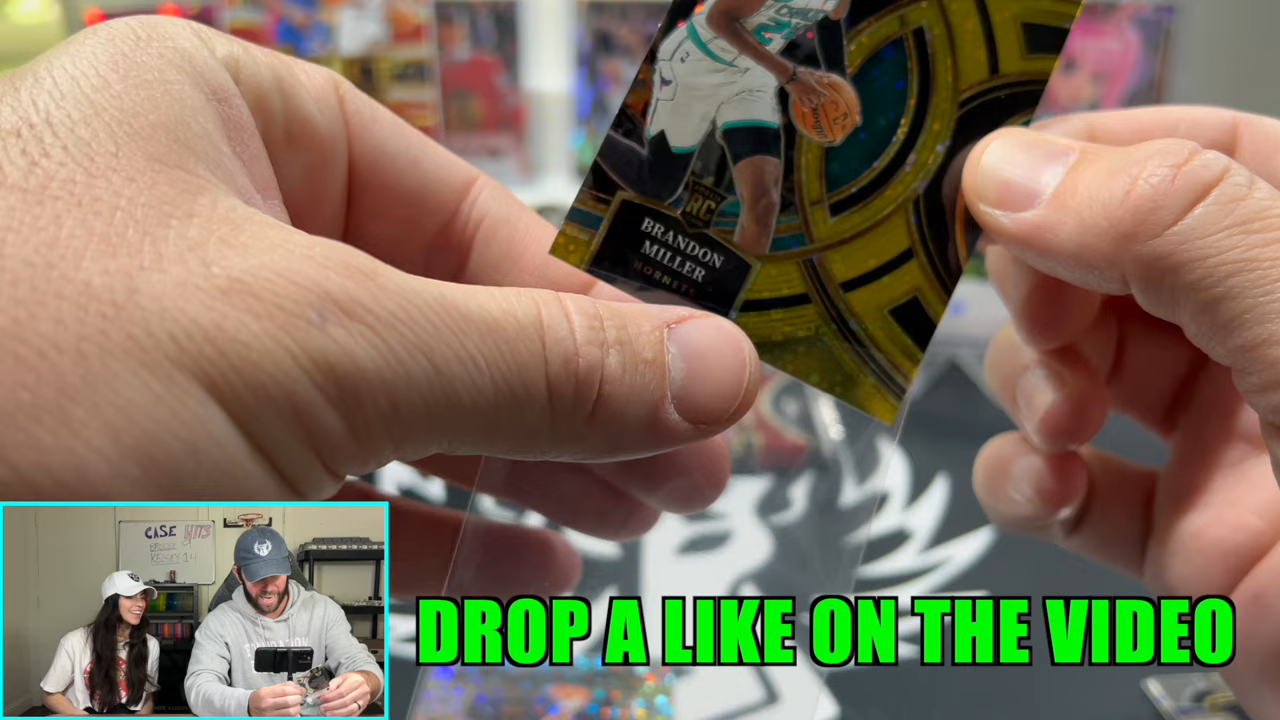 RC
BRANDON
MILLER
HORNETS
CASE HITS
DROP A LIKE ON THE VIDEO